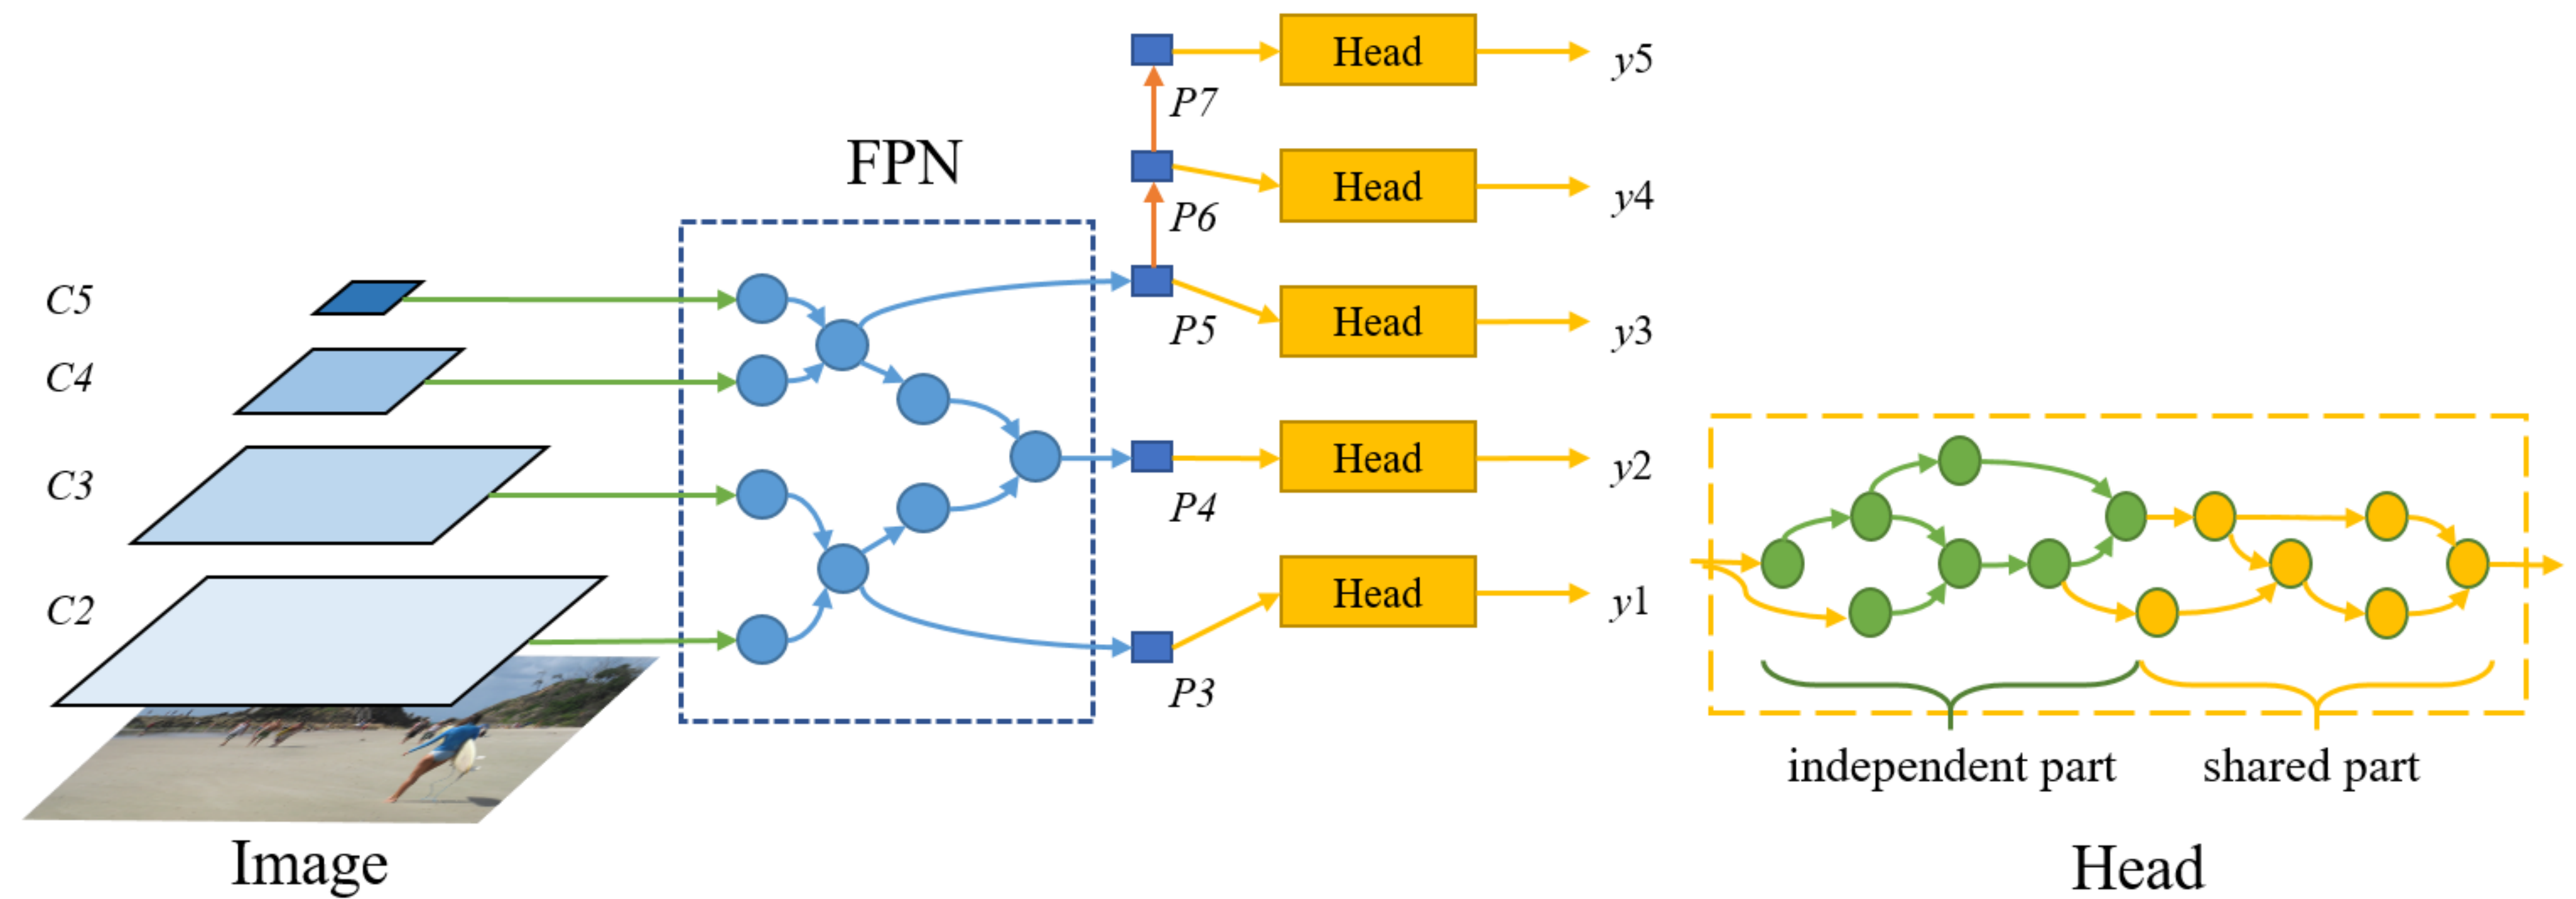 C5
C4
C3
C2
Image
FPN
P7
P6
P5
P4
P3
Head
Head
Head
Head
Head
y5
y4
y3
y2
y1
independent part
shared part
Head